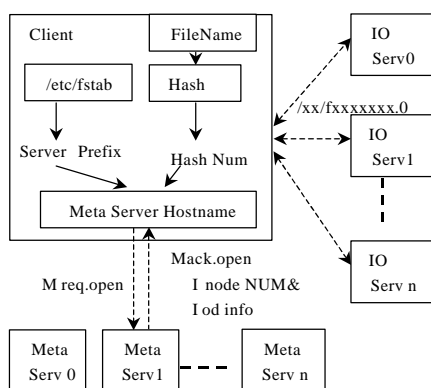 Client
FileName
/etc/fstab
Hash
Server Prefix
Hash Num
Meta Server Hostname
IO
Serv0
/xx/fxxxxxxx.0
IO
Serv1
IO
Serv n
M req.open
Mack.open
I node NUM&
I od info
Meta
Serv 0
Meta
Serv1
Meta
Serv n